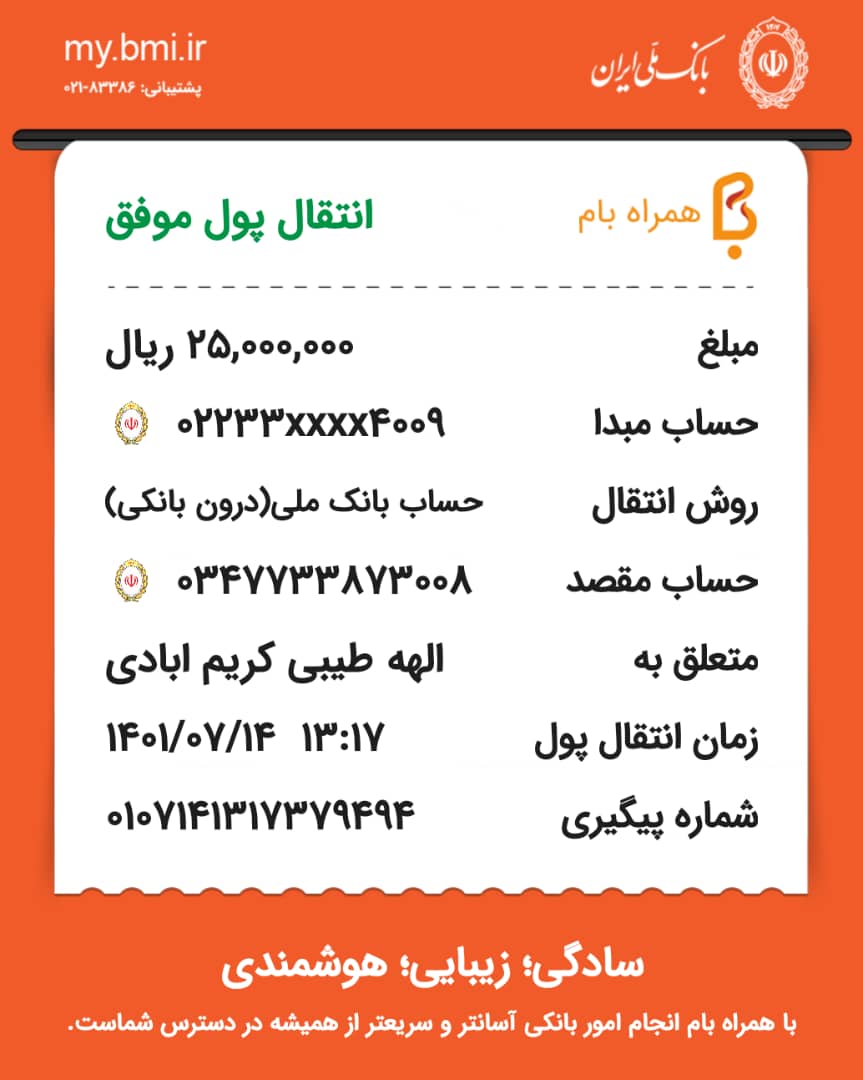 بانک ملی ایران
my.bmi.ir
پشتیبانی: ۸۳۳۸۶-۰۲۱
همراه بام
انتقال پول موفق
مبلغ ۲۵,۰۰۰,۰۰۰ ریال
حساب مبدا ۰۲۲۳۳xxxx۴۰۰۹
روش انتقال حساب بانک ملی(درون بانکی)
حساب مقصد ۰۳۴۷۷۳۳۸۷۳۰۰۸
متعلق به الهه طیبی کریم ابادی
زمان انتقال پول ۱۳:۱۷ ۱۴۰۱/۰۷/۱۴
شماره پیگیری ۰۱۰۷۱۴۱۳۱۷۳۷۹۴۹۴
سادگی؛ زیبایی؛ هوشمندی
با همراه بام انجام امور بانکی آسانتر و سریعتر از همیشه در دسترس شماست.